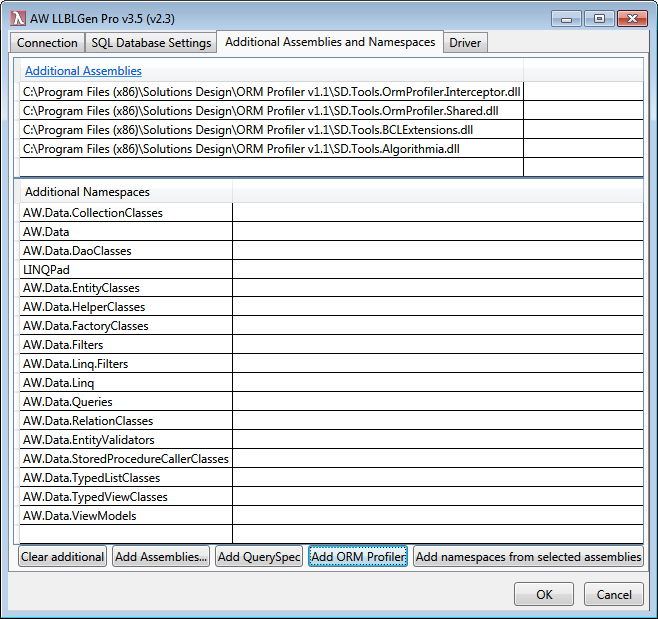 AW LLBLGen Pro v3.5 (v2.3)
Connection SQL Database Settings Additional Assemblies and Namespaces Driver
Additional Assemblies
C:\Program Files (x86)\Solutions Design\ORM Profiler v1.1\SD.Tools.OrmProfiler.Interceptor.dll
C:\Program Files (x86)\Solutions Design\ORM Profiler v1.1\SD.Tools.OrmProfiler.Shared.dll
C:\Program Files (x86)\Solutions Design\ORM Profiler v1.1\SD.Tools.BCLExtensions.dll
C:\Program Files (x86)\Solutions Design\ORM Profiler v1.1\SD.Tools.Algorithmia.dll
Additional Namespaces
AW.Data.CollectionClasses
AW.Data
AW.Data.DaoClasses
LINQPad
AW.Data.EntityClasses
AW.Data.HelperClasses
AW.Data.FactoryClasses
AW.Data.Filters
AW.Data.Linq.Filters
AW.Data.Linq
AW.Data.Queries
AW.Data.RelationClasses
AW.Data.EntityValidators
AW.Data.StoredProcedureCallerClasses
AW.Data.TypedListClasses
AW.Data.TypedViewClasses
AW.Data.ViewModels
Clear additional Add Assemblies... Add QuerySpec Add ORM Profiler Add namespaces from selected assemblies
OK Cancel